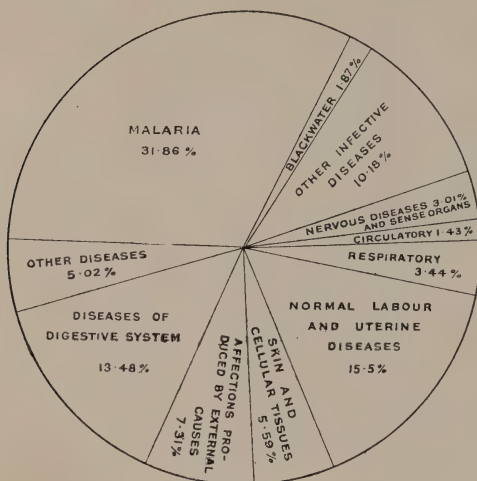 MALARIA
31·86 %
BLACKWATER 1·87%
OTHER INFECTIVE
DISEASES
10·18%
NERVOUS DISEASES 3·01%
AND SENSE ORGANS
CIRCULATORY 1·43%
RESPIRATORY
3·44 %
NORMAL LABOUR
AND UTERINE
DISEASES
15·5%
SKIN AND
CELLULAR TISSUES
5·59%
AFFECTIONS PRO-
DUCED BY EXTERNAL
CAUSES
7·31%
DISEASES OF
DIGESTIVE SYSTEM
13·48%
OTHER DISEASES
5·02%